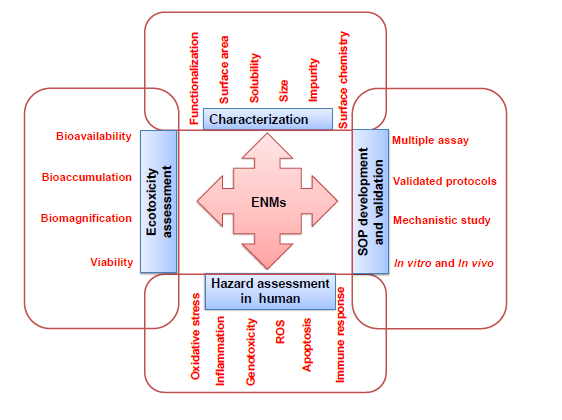 Functionalization
Surface area
Solubility
Size
Impurity
Surface chemistry
Characterization
Bioavailability
Bioaccumulation
Biomagnification
Viability
Ecotoxicity
assessment
ENMs
SOP development
and validation
Multiple assay
Validated protocols
Mechanistic study
In vitro and In vivo
Hazard assessment
in human
Oxidative stress
Inflammation
Genotoxicity
ROS
Apoptosis
Immune response